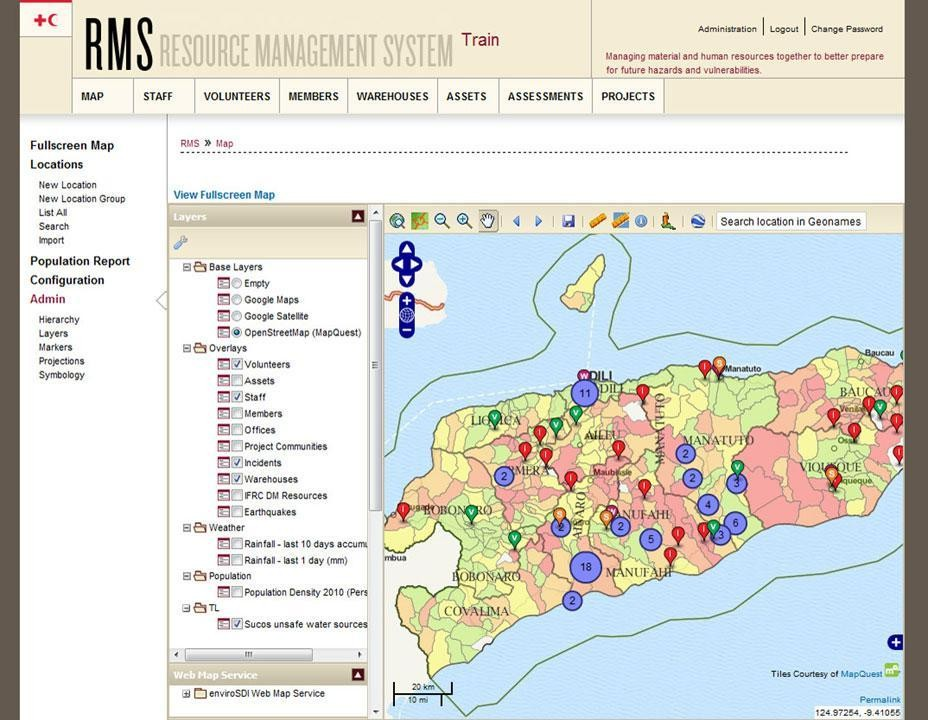 RMS RESOURCE MANAGEMENT SYSTEM Train
Administration Logout Change Password
Managing material and human resources together to better prepare
for future hazards and vulnerabilities.
MAP STAFF VOLUNTEERS MEMBERS WAREHOUSES ASSETS ASSESSMENTS PROJECTS
Fullscreen Map
Locations
New Location
New Location Group
List All
Search
Import
Population Report
Configuration
Admin
Hierarchy
Layers
Markers
Projections
Symbology
RMS » Map
View Fullscreen Map
Layers
Base Layers
Empty
Google Maps
Google Satellite
OpenStreetMap (MapQuest)
Overlays
Volunteers
Assets
Staff
Members
Offices
Project Communities
Incidents
Warehouses
IFRC DM Resources
Earthquakes
Weather
Rainfall - last 10 days accumu
Rainfall - last 1 day (mm)
Population
Population Density 2010 (Pers
TL
Sucos unsafe water sources
Web Map Service
enviroSDI Web Map Service
Search location in Geonames
W DILI
11 DILI
Manatuto
Baucau
BAUCAU
LIQUICA
AILEU
MANATUTO
MANATUTO
2
VIQUEQUE
2
ERMERA
Maubisse
2
3
4
BOBONARO
AINARO
MANUFAHI
2
2
6
3
5
18
MANUFAHI
BOBONARO
mbua
2
COVALIMA
20 km
10 mi
Tiles Courtesy of MapQuest
Permalink
124.97254, -9.41055